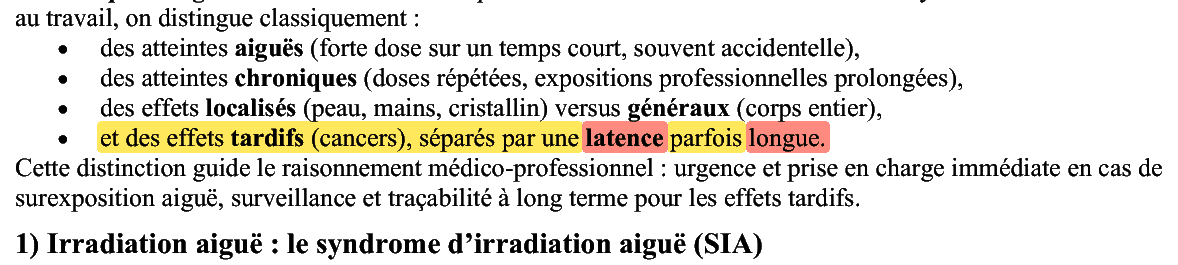 au travail, on distingue classiquement :
• des atteintes aiguës (forte dose sur un temps court, souvent accidentelle),
• des atteintes chroniques (doses répétées, expositions professionnelles prolongées),
• des effets localisés (peau, mains, cristallin) versus généraux (corps entier),
• et des effets tardifs (cancers), séparés par une latence parfois longue.
Cette distinction guide le raisonnement médico-professionnel : urgence et prise en charge immédiate en cas de
surexposition aiguë, surveillance et traçabilité à long terme pour les effets tardifs.
1) Irradiation aiguë : le syndrome d’irradiation aiguë (SIA)